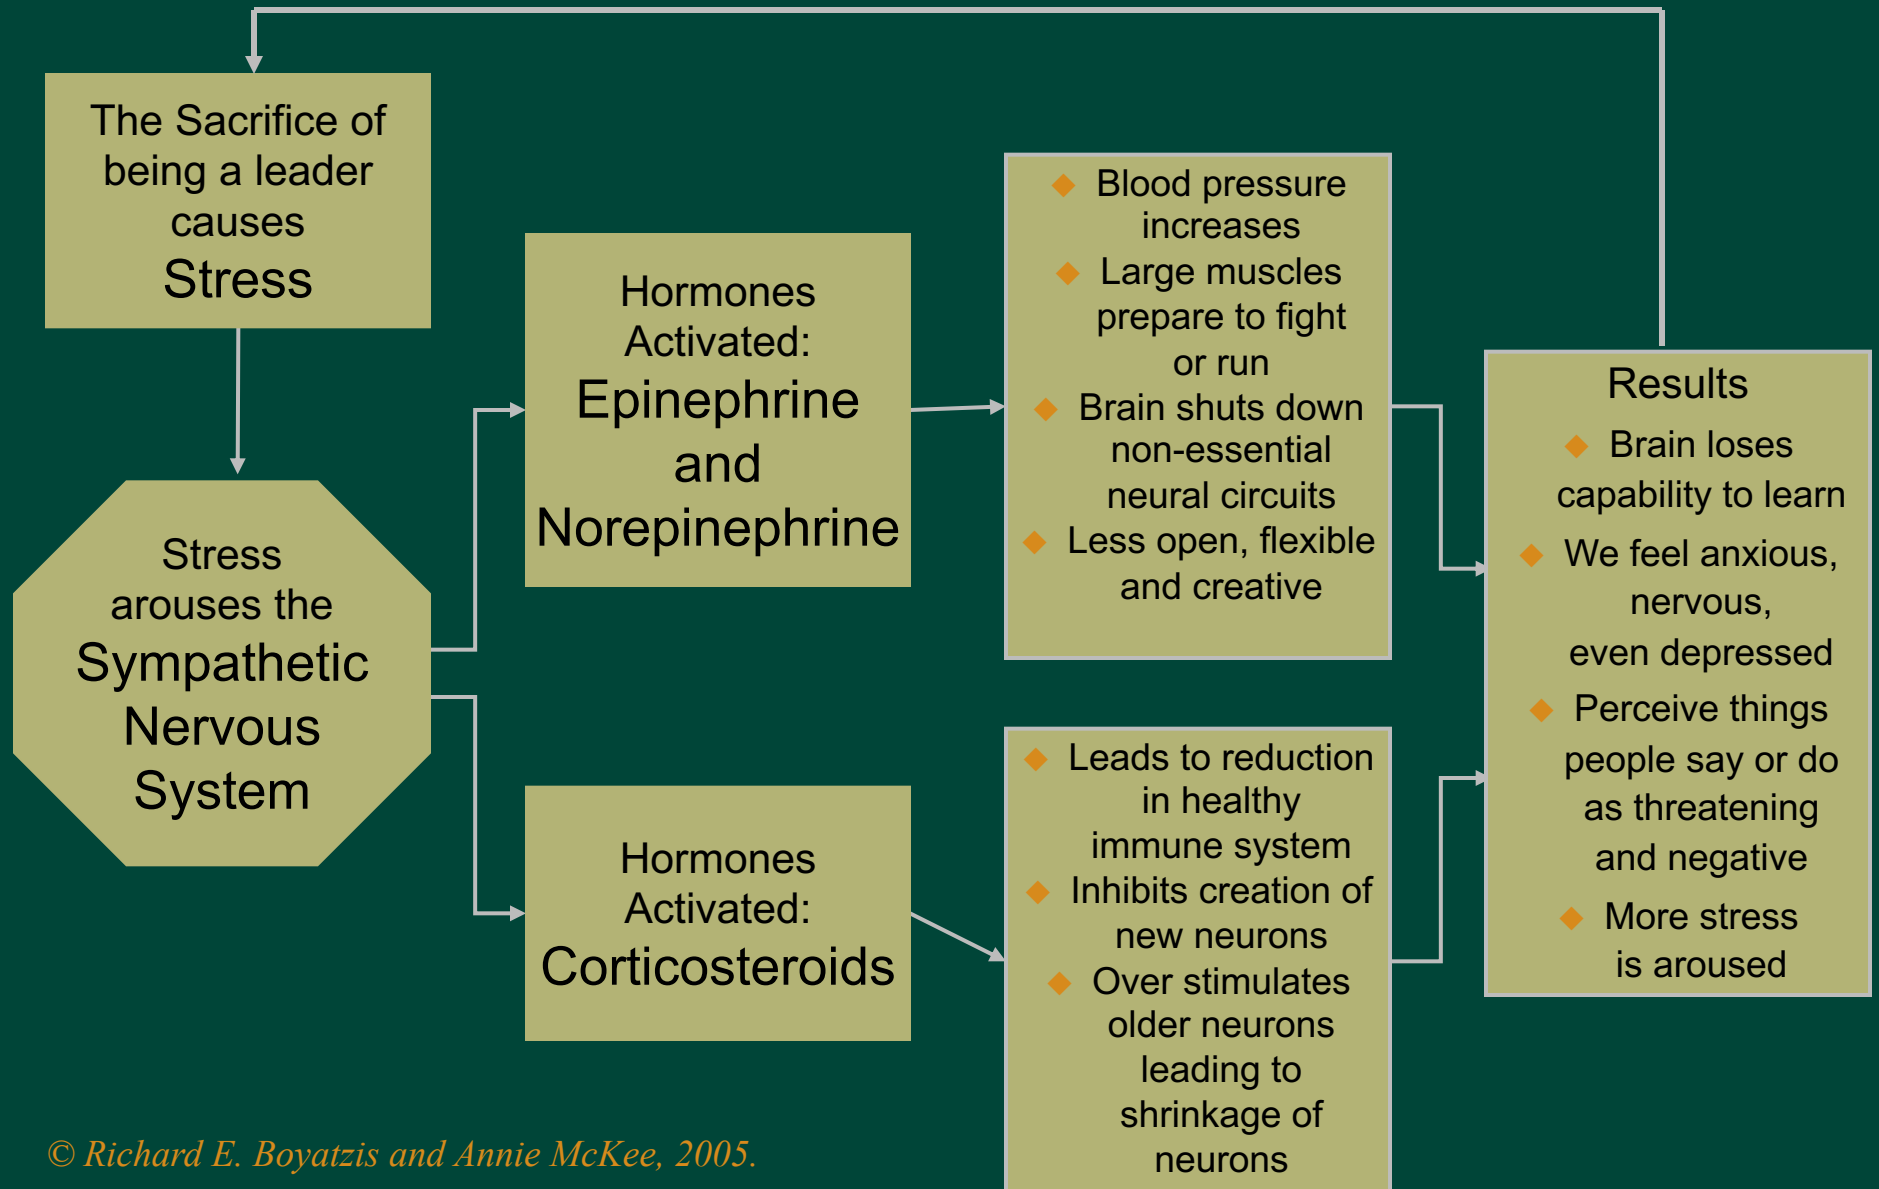 The Sacrifice of
being a leader
causes
Stress
Stress
arouses the
Sympathetic
Nervous
System
Hormones
Activated:
Epinephrine
and
Norepinephrine
Hormones
Activated:
Corticosteroids
◆ Blood pressure
increases
◆ Large muscles
prepare to fight
or run
◆ Brain shuts down
non-essential
neural circuits
◆ Less open, flexible
and creative
◆ Leads to reduction
in healthy
immune system
◆ Inhibits creation of
new neurons
◆ Over stimulates
older neurons
leading to
shrinkage of
neurons
Results
◆ Brain loses
capability to learn
◆ We feel anxious,
nervous,
even depressed
◆ Perceive things
people say or do
as threatening
and negative
◆ More stress
is aroused
© Richard E. Boyatzis and Annie McKee, 2005.